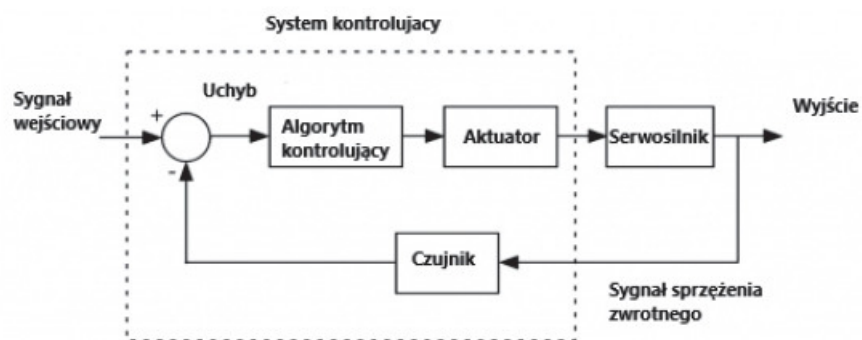 System kontrolujacy
Sygnał
wejściowy
+
-
Uchyb
Algorytm
kontrolujący
Aktuator
Serwosilnik
Wyjście
Czujnik
Sygnał sprzężenia
zwrotnego